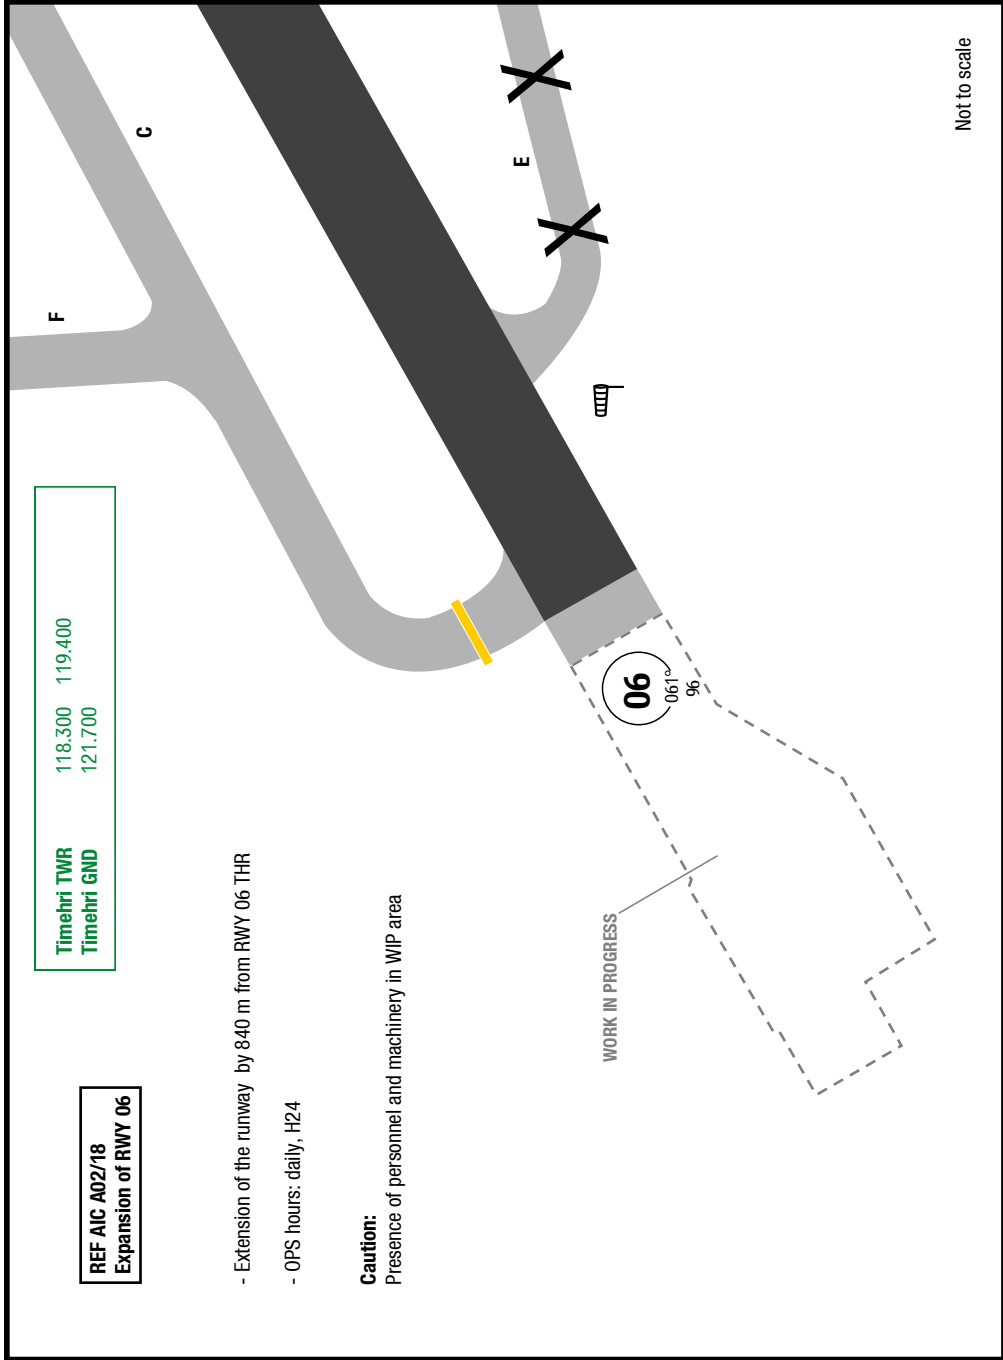 REF AIC A02/18
Expansion of RWY 06
Timehri TWR 118.300 119.400
Timehri GND 121.700
- Extension of the runway by 840 m from RWY 06 THR
- OPS hours: daily, H24
Caution:
Presence of personnel and machinery in WIP area
F
C
E
WORK IN PROGRESS
06
061°
96
Not to scale